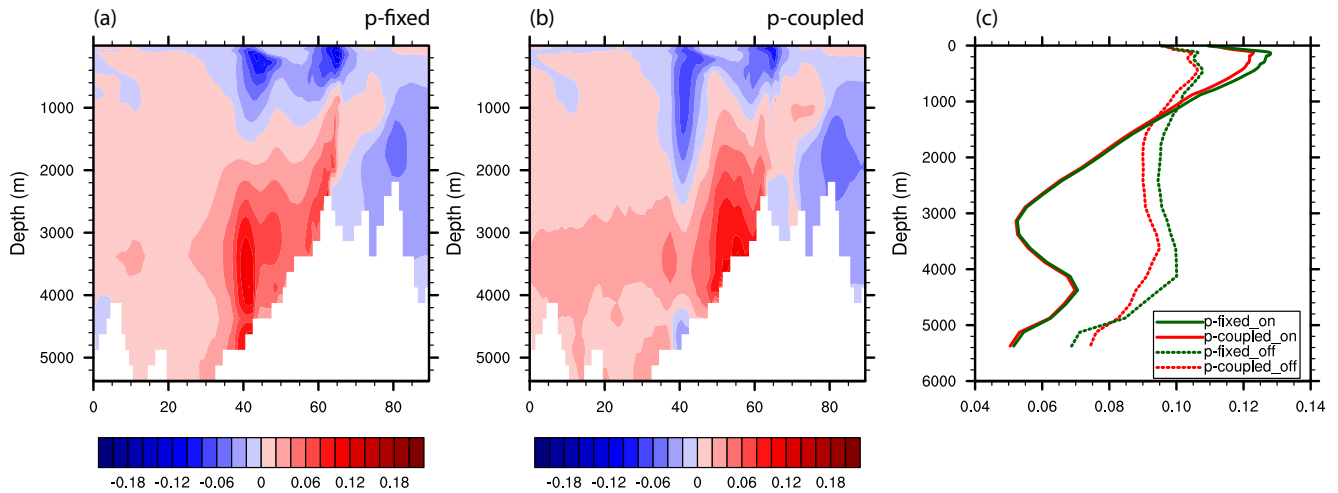 (a) p-fixed
Depth (m)
1000
2000
3000
4000
5000
0 20 40 60 80
-0.18 -0.12 -0.06 0 0.06 0.12 0.18
(b) p-coupled
Depth (m)
1000
2000
3000
4000
5000
0 20 40 60 80
-0.18 -0.12 -0.06 0 0.06 0.12 0.18
(c)
Depth (m)
0
1000
2000
3000
4000
5000
6000
0.04 0.06 0.08 0.10 0.12 0.14
p-fixed_on
p-coupled_on
p-fixed_off
p-coupled_off